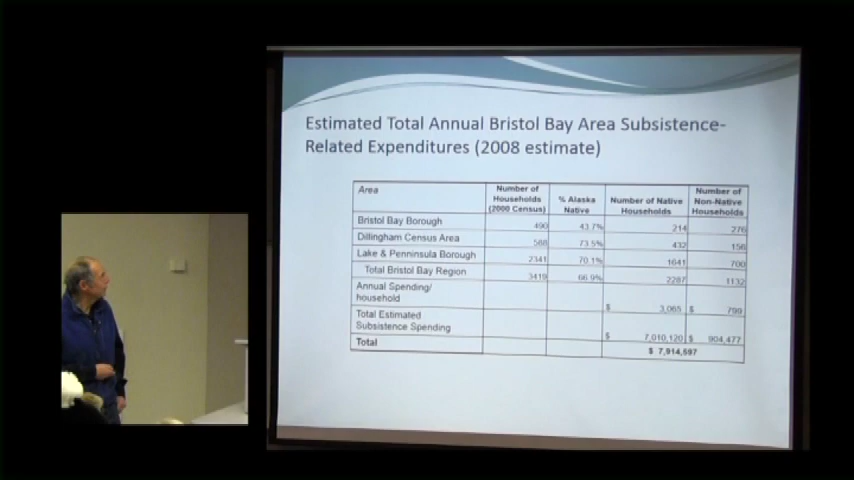 Estimated Total Annual Bristol Bay Area Subsistence-
Related Expenditures (2008 estimate)
Area Number of Households (2000 Census) % Alaska Native Number of Native Households Number of Non-Native Households
Bristol Bay Borough 490 43.7% 214 276
Dillingham Census Area 588 73.5% 432 156
Lake & Penninsula Borough 2341 70.1% 1641 700
Total Bristol Bay Region 3419 66.9% 2287 1132
Annual Spending/
household $ 3,065 $ 799
Total Estimated
Subsistence Spending $ 7,010,120 $ 904,477
Total $ 7,914,597